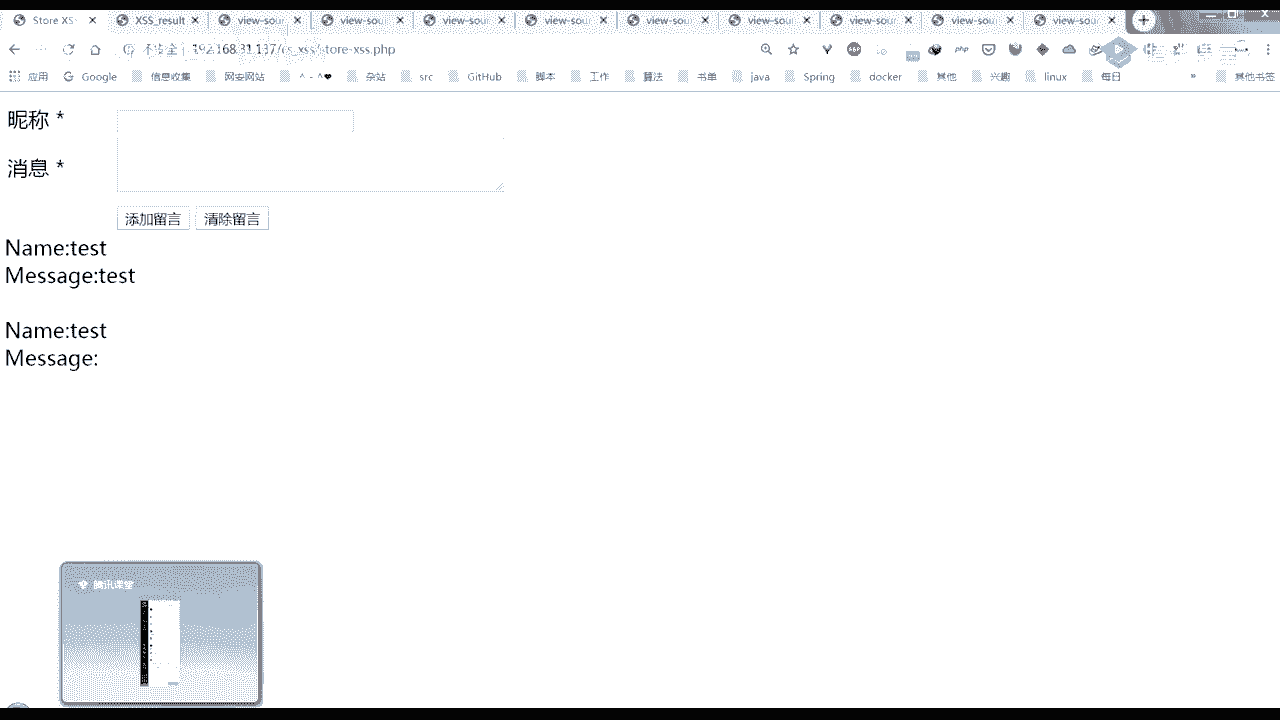 Store XS XSS_result view-sour view-sou view-sou view-sou view-sou view-sou view-sou view-sou view-sou
不安全 192.168.31.137/ /store-xss.php
应用 Google 信息收集 网安网站 ^ - ^❤ 杂站 src GitHub 脚本 工作 算法 书单 java Spring docker 其他 兴趣 linux 每日 » 其他书签
昵称 *
消息 *
添加留言 清除留言
Name:test
Message:test
Name:test
Message:
腾讯课堂